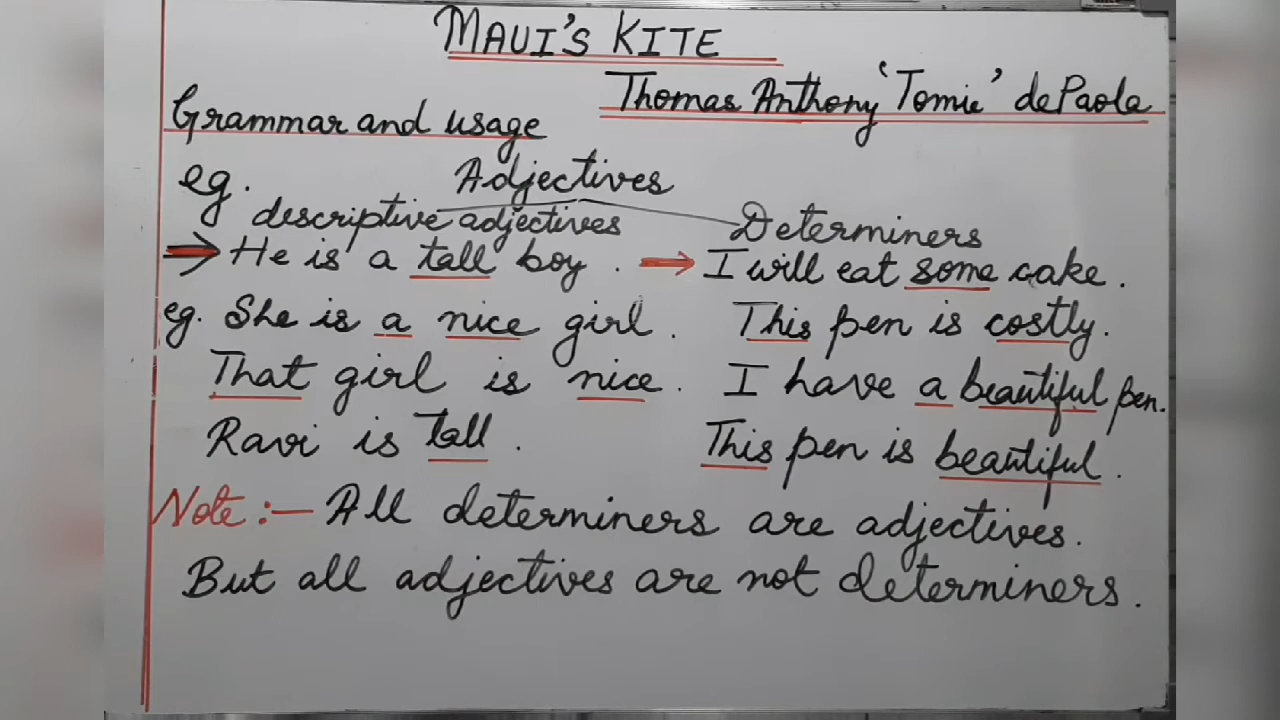 MAUI'S KITE
Thomas Anthony 'Tomie' dePaola
Grammar and usage
eg. Adjectives
descriptive adjectives Determiners
⇒ He is a tall boy. → I will eat some cake.
eg. She is a nice girl. This pen is costly.
That girl is nice. I have a beautiful pen.
Ravi is tall. This pen is beautiful.
Note:— All determiners are adjectives.
But all adjectives are not determiners.